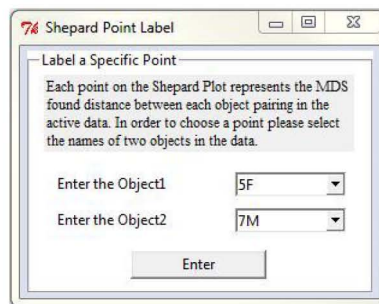 Shepard Point Label
Label a Specific Point
Each point on the Shepard Plot represents the MDS
found distance between each object pairing in the
active data. In order to choose a point please select
the names of two objects in the data.
Enter the Object1 5F
Enter the Object2 7M
Enter